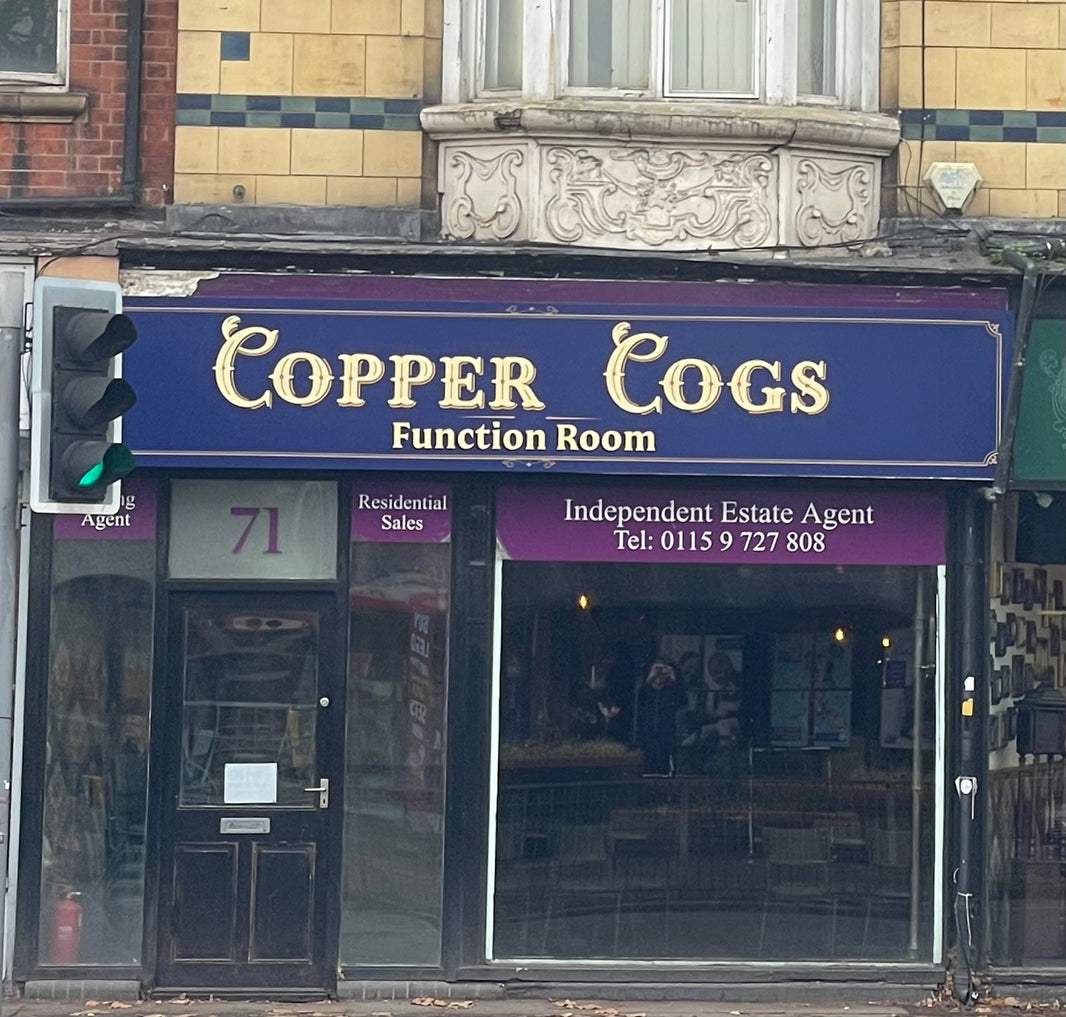 COPPER COGS
Function Room
Agent
71
Residential
Sales
Independent Estate Agent
Tel: 0115 9 727 808